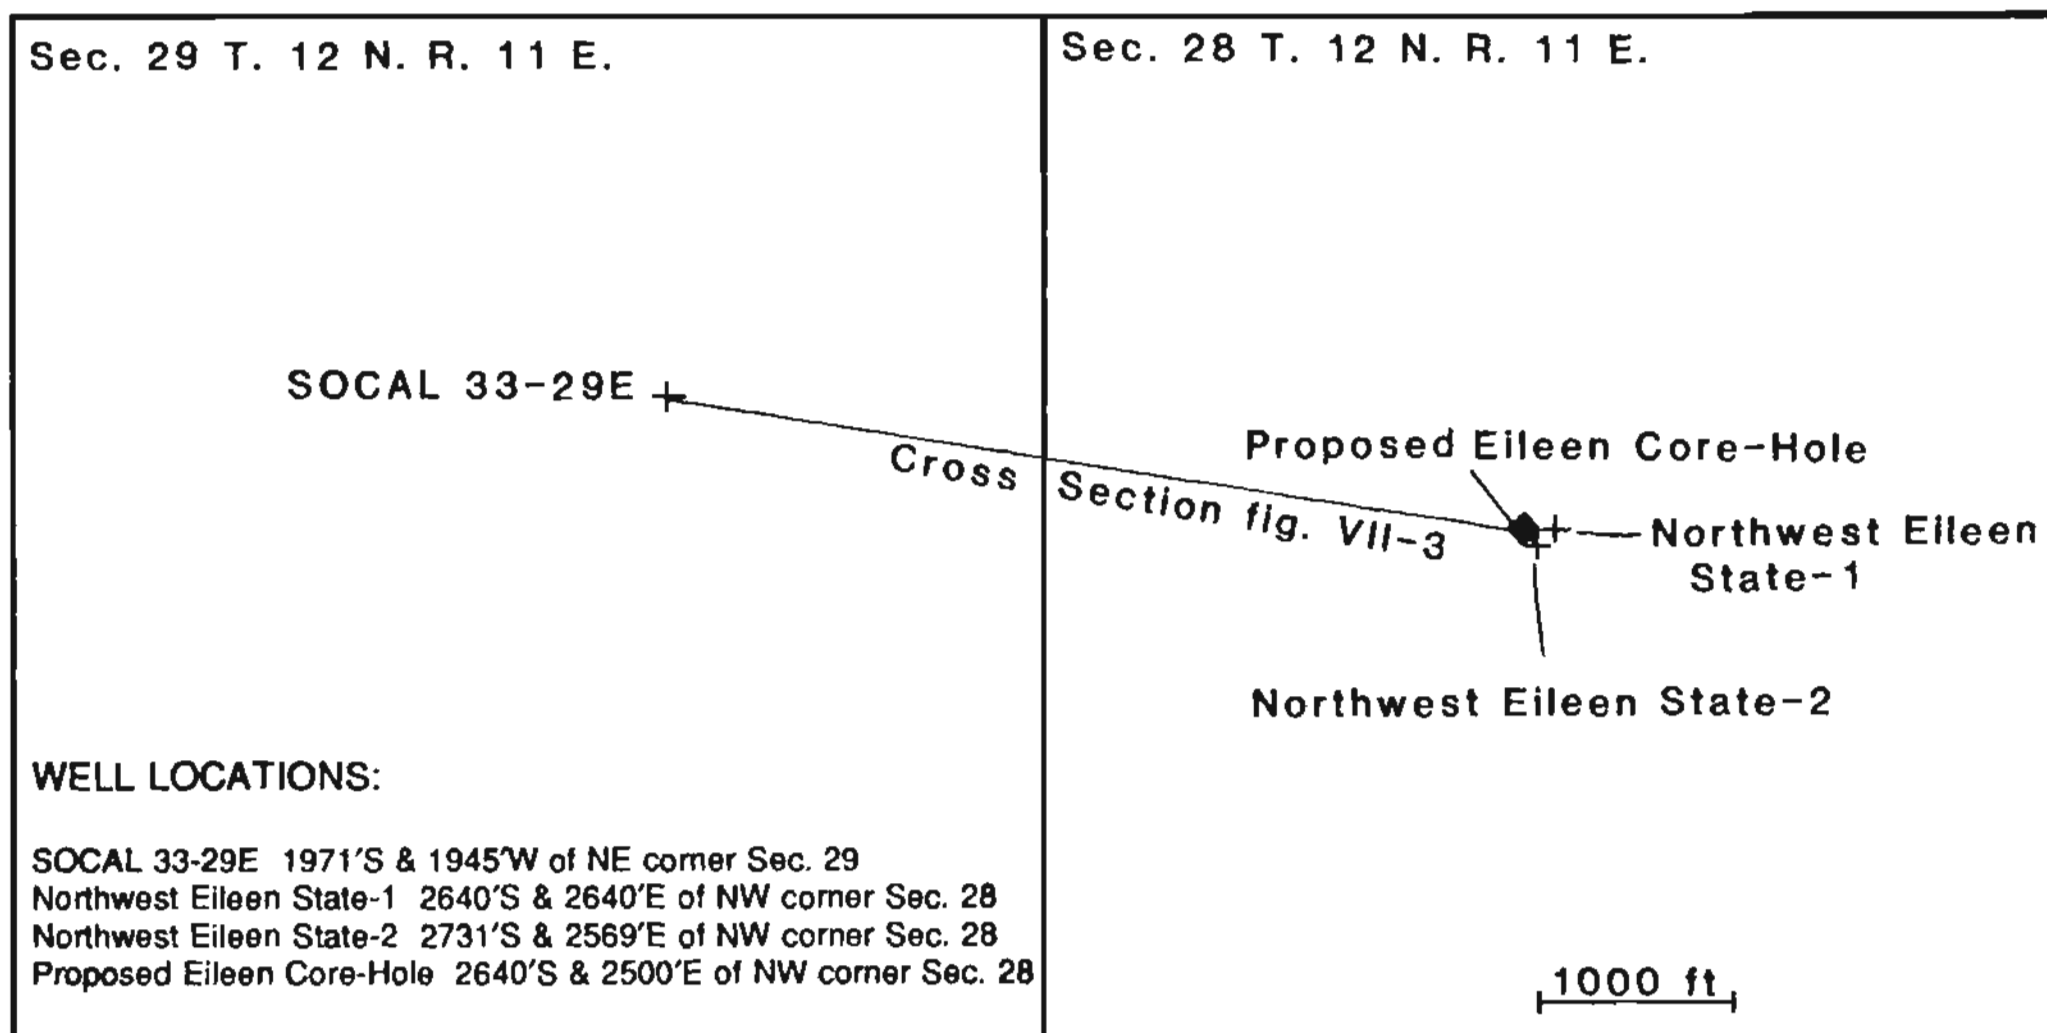 Sec. 29 T. 12 N. R. 11 E.
Sec. 28 T. 12 N. R. 11 E.
SOCAL 33-29E
Cross Section fig. VII-3
Proposed Eileen Core-Hole
Northwest Eileen
State-1
Northwest Eileen State-2
WELL LOCATIONS:
SOCAL 33-29E 1971'S & 1945'W of NE corner Sec. 29
Northwest Eileen State-1 2640'S & 2640'E of NW corner Sec. 28
Northwest Eileen State-2 2731'S & 2569'E of NW corner Sec. 28
Proposed Eileen Core-Hole 2640'S & 2500'E of NW corner Sec. 28
1000 ft